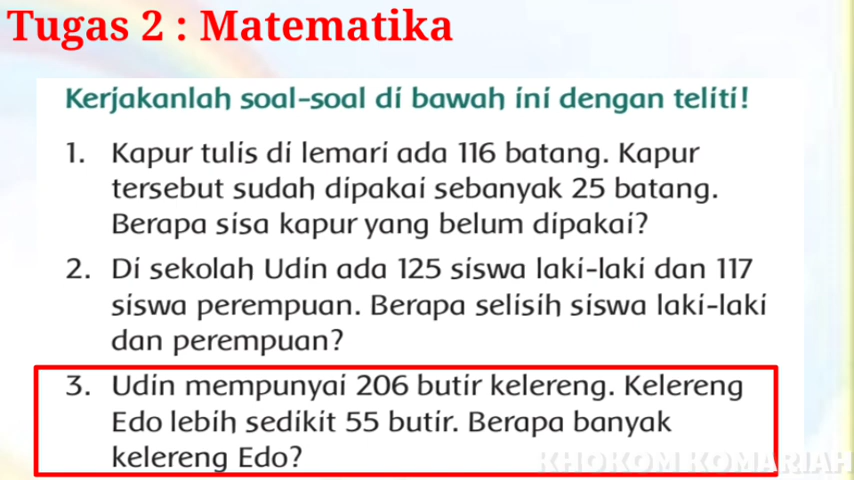 Tugas 2 : Matematika
Kerjakanlah soal-soal di bawah ini dengan teliti!
1. Kapur tulis di lemari ada 116 batang. Kapur
tersebut sudah dipakai sebanyak 25 batang.
Berapa sisa kapur yang belum dipakai?
2. Di sekolah Udin ada 125 siswa laki-laki dan 117
siswa perempuan. Berapa selisih siswa laki-laki
dan perempuan?
3. Udin mempunyai 206 butir kelereng. Kelereng
Edo lebih sedikit 55 butir. Berapa banyak
kelereng Edo?
KHOKOM KOMARIAH